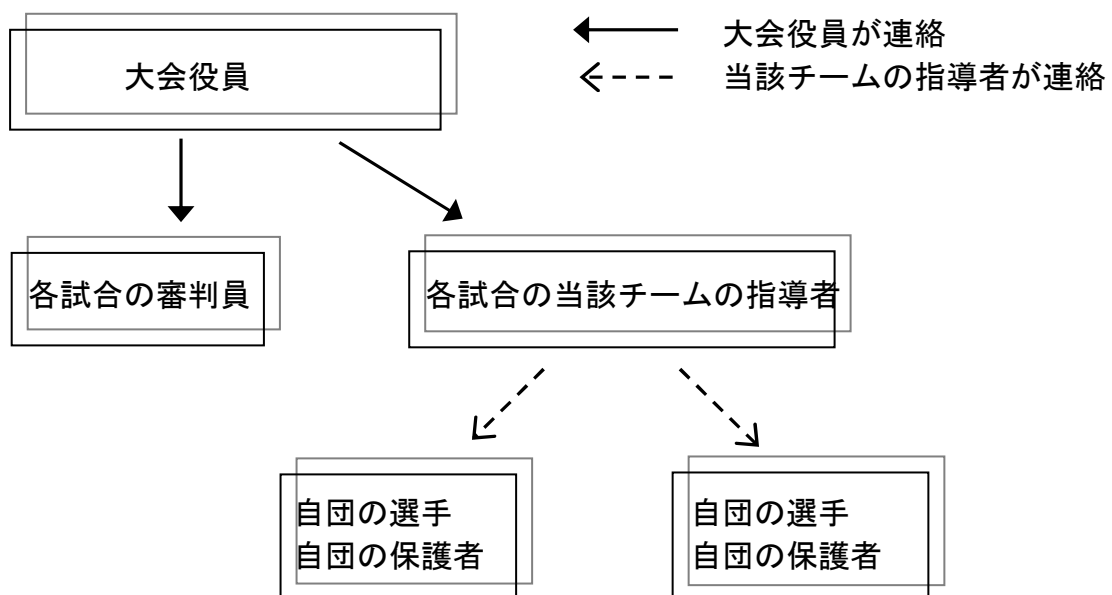 大会役員
大会役員が連絡
当該チームの指導者が連絡
各試合の審判員
各試合の当該チームの指導者
自団の選手
自団の保護者
自団の選手
自団の保護者